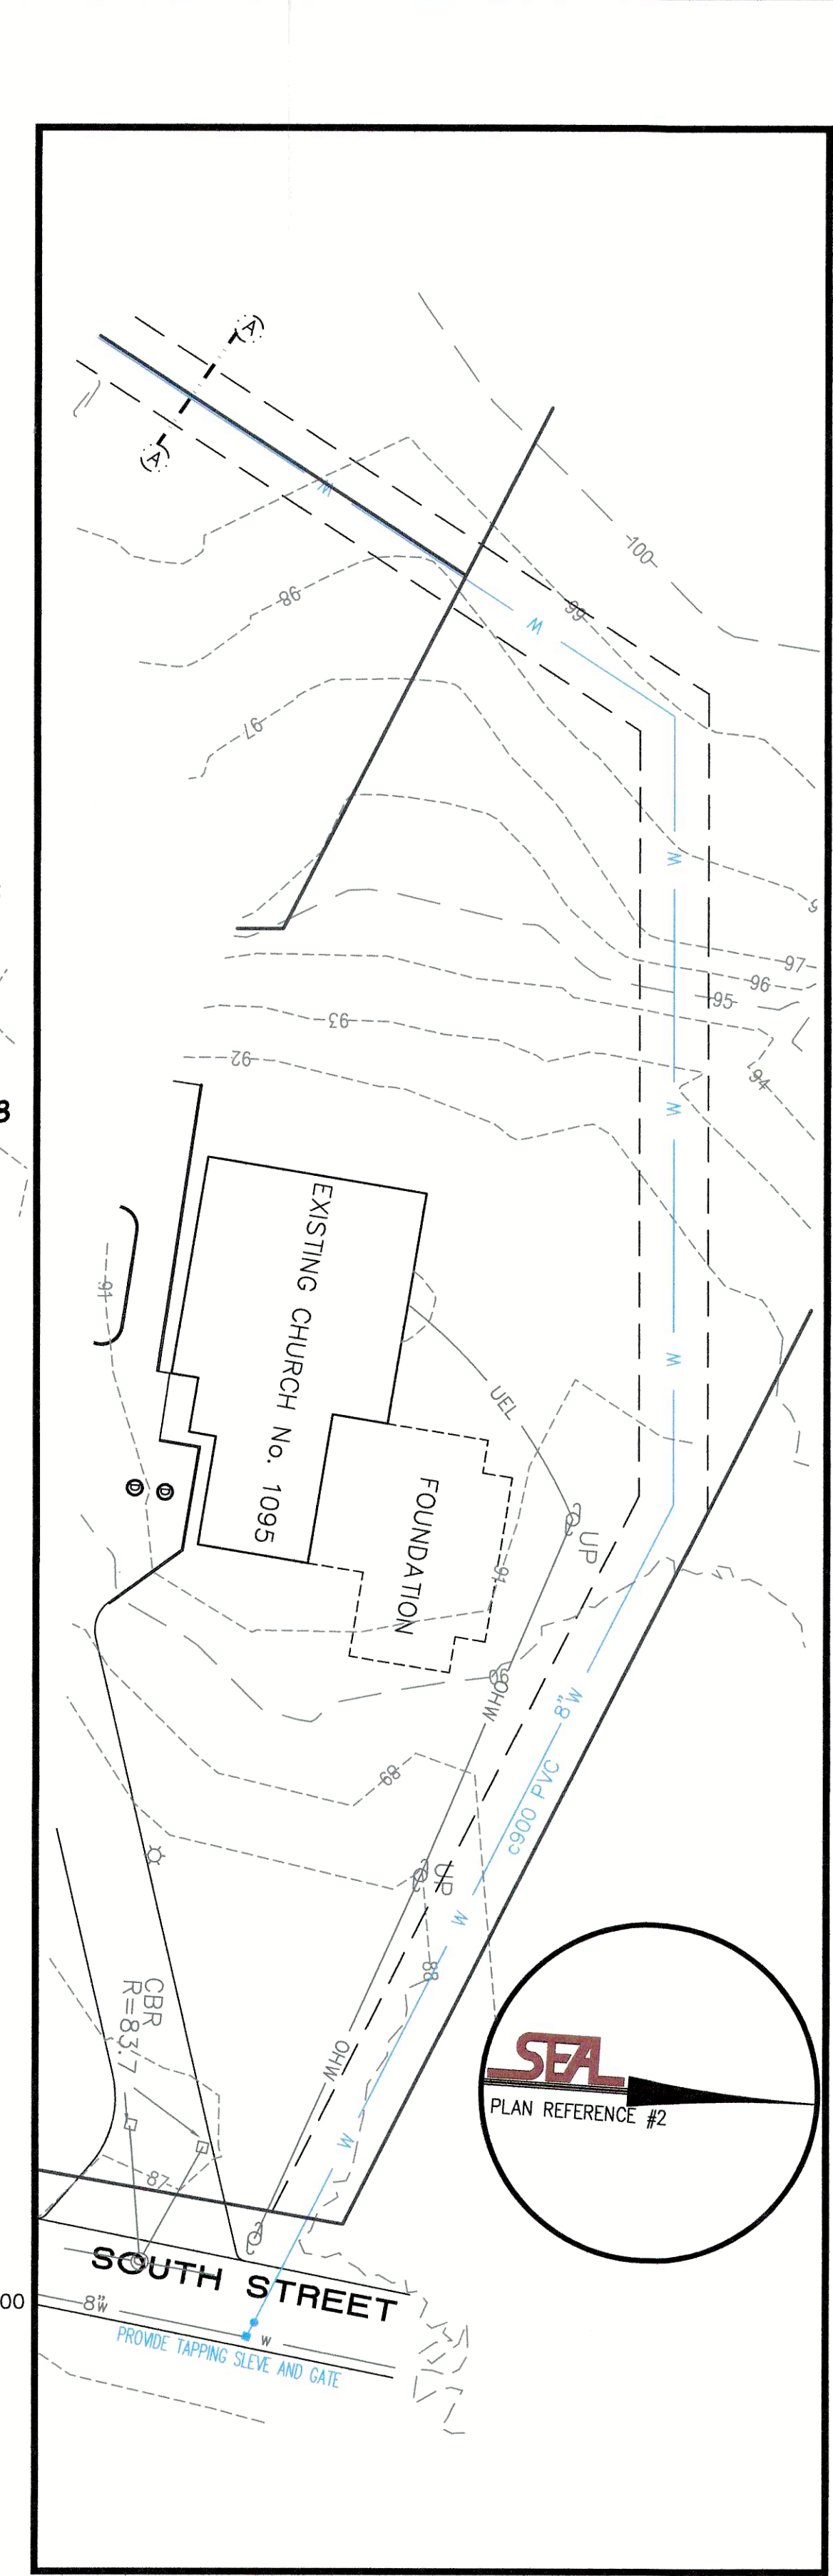 A
A
W
100
99
W
98
97
W
97
96
95
93
94
92
W
8
EXISTING CHURCH No. 1095
91
W
UEL
FOUNDATION
UP
D
D
91
90
OHW
8"W
c900 PVC
89
UP
W
88
CBR
R=83.7
OHW
SEAL
PLAN REFERENCE #2
W
87
SOUTH STREET
00
8"W
W
PROVIDE TAPPING SLEVE AND GATE